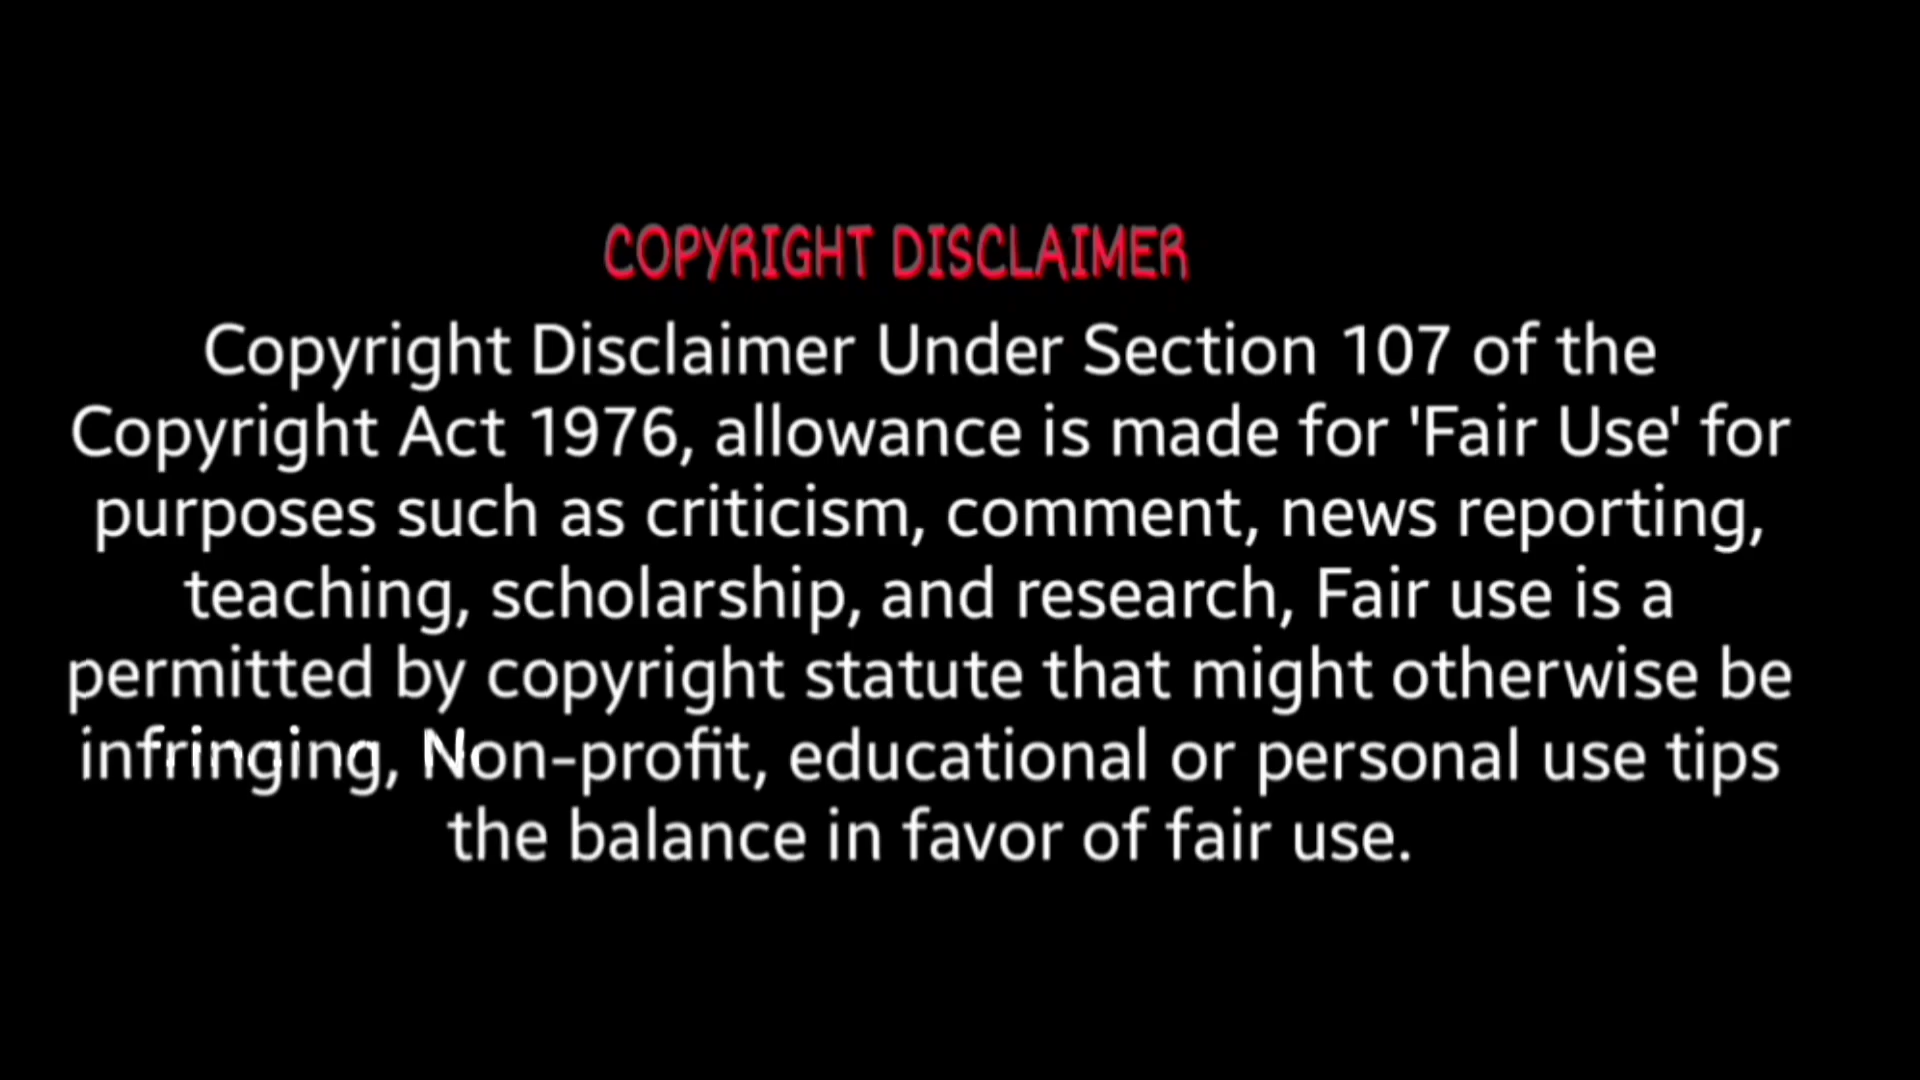 COPYRIGHT DISCLAIMER
Copyright Disclaimer Under Section 107 of the
Copyright Act 1976, allowance is made for 'Fair Use' for
purposes such as criticism, comment, news reporting,
teaching, scholarship, and research, Fair use is a
permitted by copyright statute that might otherwise be
infringing, Non-profit, educational or personal use tips
the balance in favor of fair use.